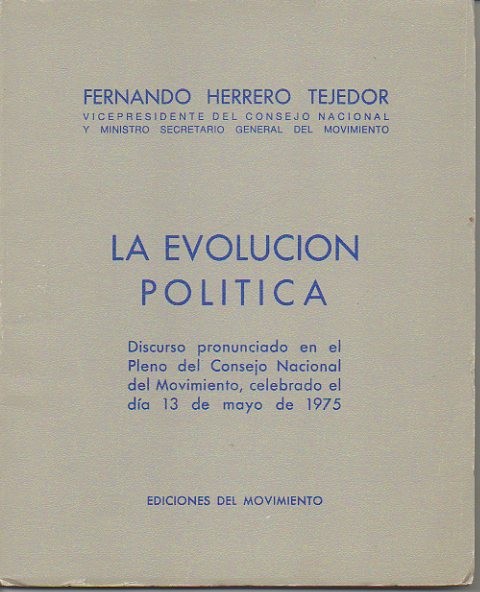 FERNANDO HERRERO TEJEDOR
VICEPRESIDENTE DEL CONSEJO NACIONAL
Y MINISTRO SECRETARIO GENERAL DEL MOVIMIENTO
LA EVOLUCION
POLITICA
Discurso pronunciado en el
Pleno del Consejo Nacional
del Movimiento, celebrado el
día 13 de mayo de 1975
EDICIONES DEL MOVIMIENTO